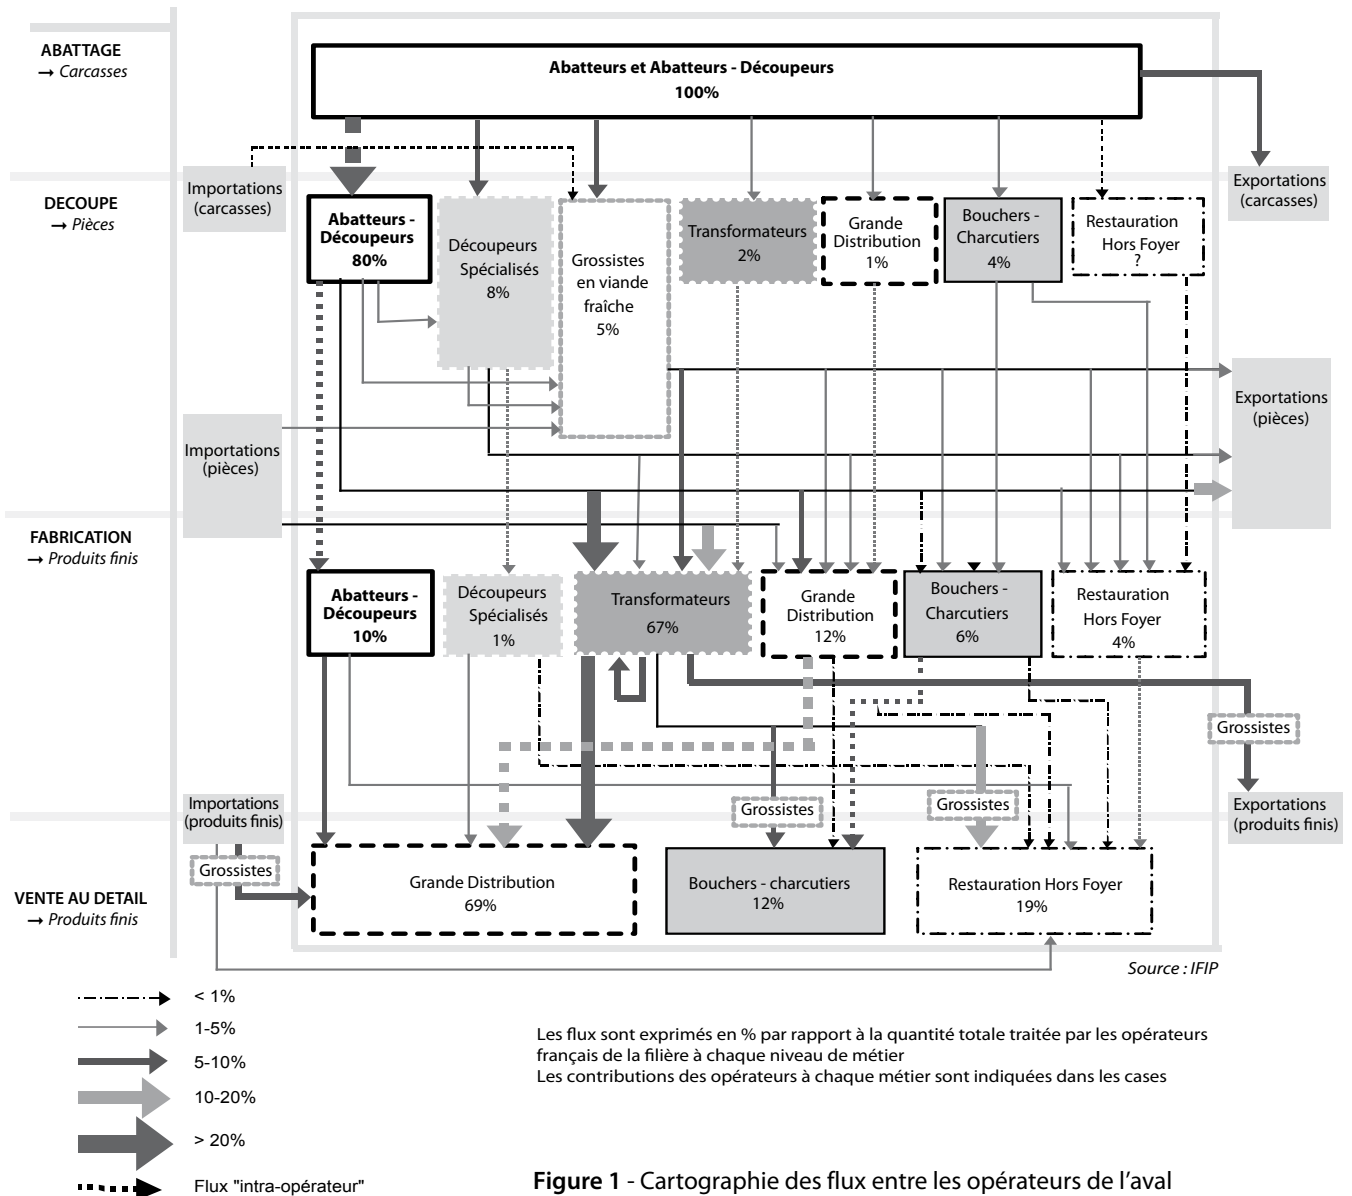 ABATTAGE
→ Carcasses
Abatteurs et Abatteurs - Découpeurs
100%
Importations
(carcasses)
Exportations
(carcasses)
DECOUPE
→ Pièces
Abatteurs -
Découpeurs
80%
Découpeurs
Spécialisés
8%
Grossistes
en viande
fraîche
5%
Transformateurs
2%
Grande
Distribution
1%
Bouchers -
Charcutiers
4%
Restauration
Hors Foyer
?
Importations
(pièces)
Exportations
(pièces)
FABRICATION
→ Produits finis
Abatteurs -
Découpeurs
10%
Découpeurs
Spécialisés
1%
Transformateurs
67%
Grande
Distribution
12%
Bouchers -
Charcutiers
6%
Restauration
Hors Foyer
4%
Grossistes
Importations
(produits finis)
Grossistes
Grossistes
Grossistes
Exportations
(produits finis)
VENTE AU DETAIL
→ Produits finis
Grande Distribution
69%
Bouchers - charcutiers
12%
Restauration Hors Foyer
19%
Source : IFIP
< 1%
1-5%
5-10%
10-20%
> 20%
Flux "intra-opérateur"
Les flux sont exprimés en % par rapport à la quantité totale traitée par les opérateurs
français de la filière à chaque niveau de métier
Les contributions des opérateurs à chaque métier sont indiquées dans les cases
Figure 1 - Cartographie des flux entre les opérateurs de l'aval